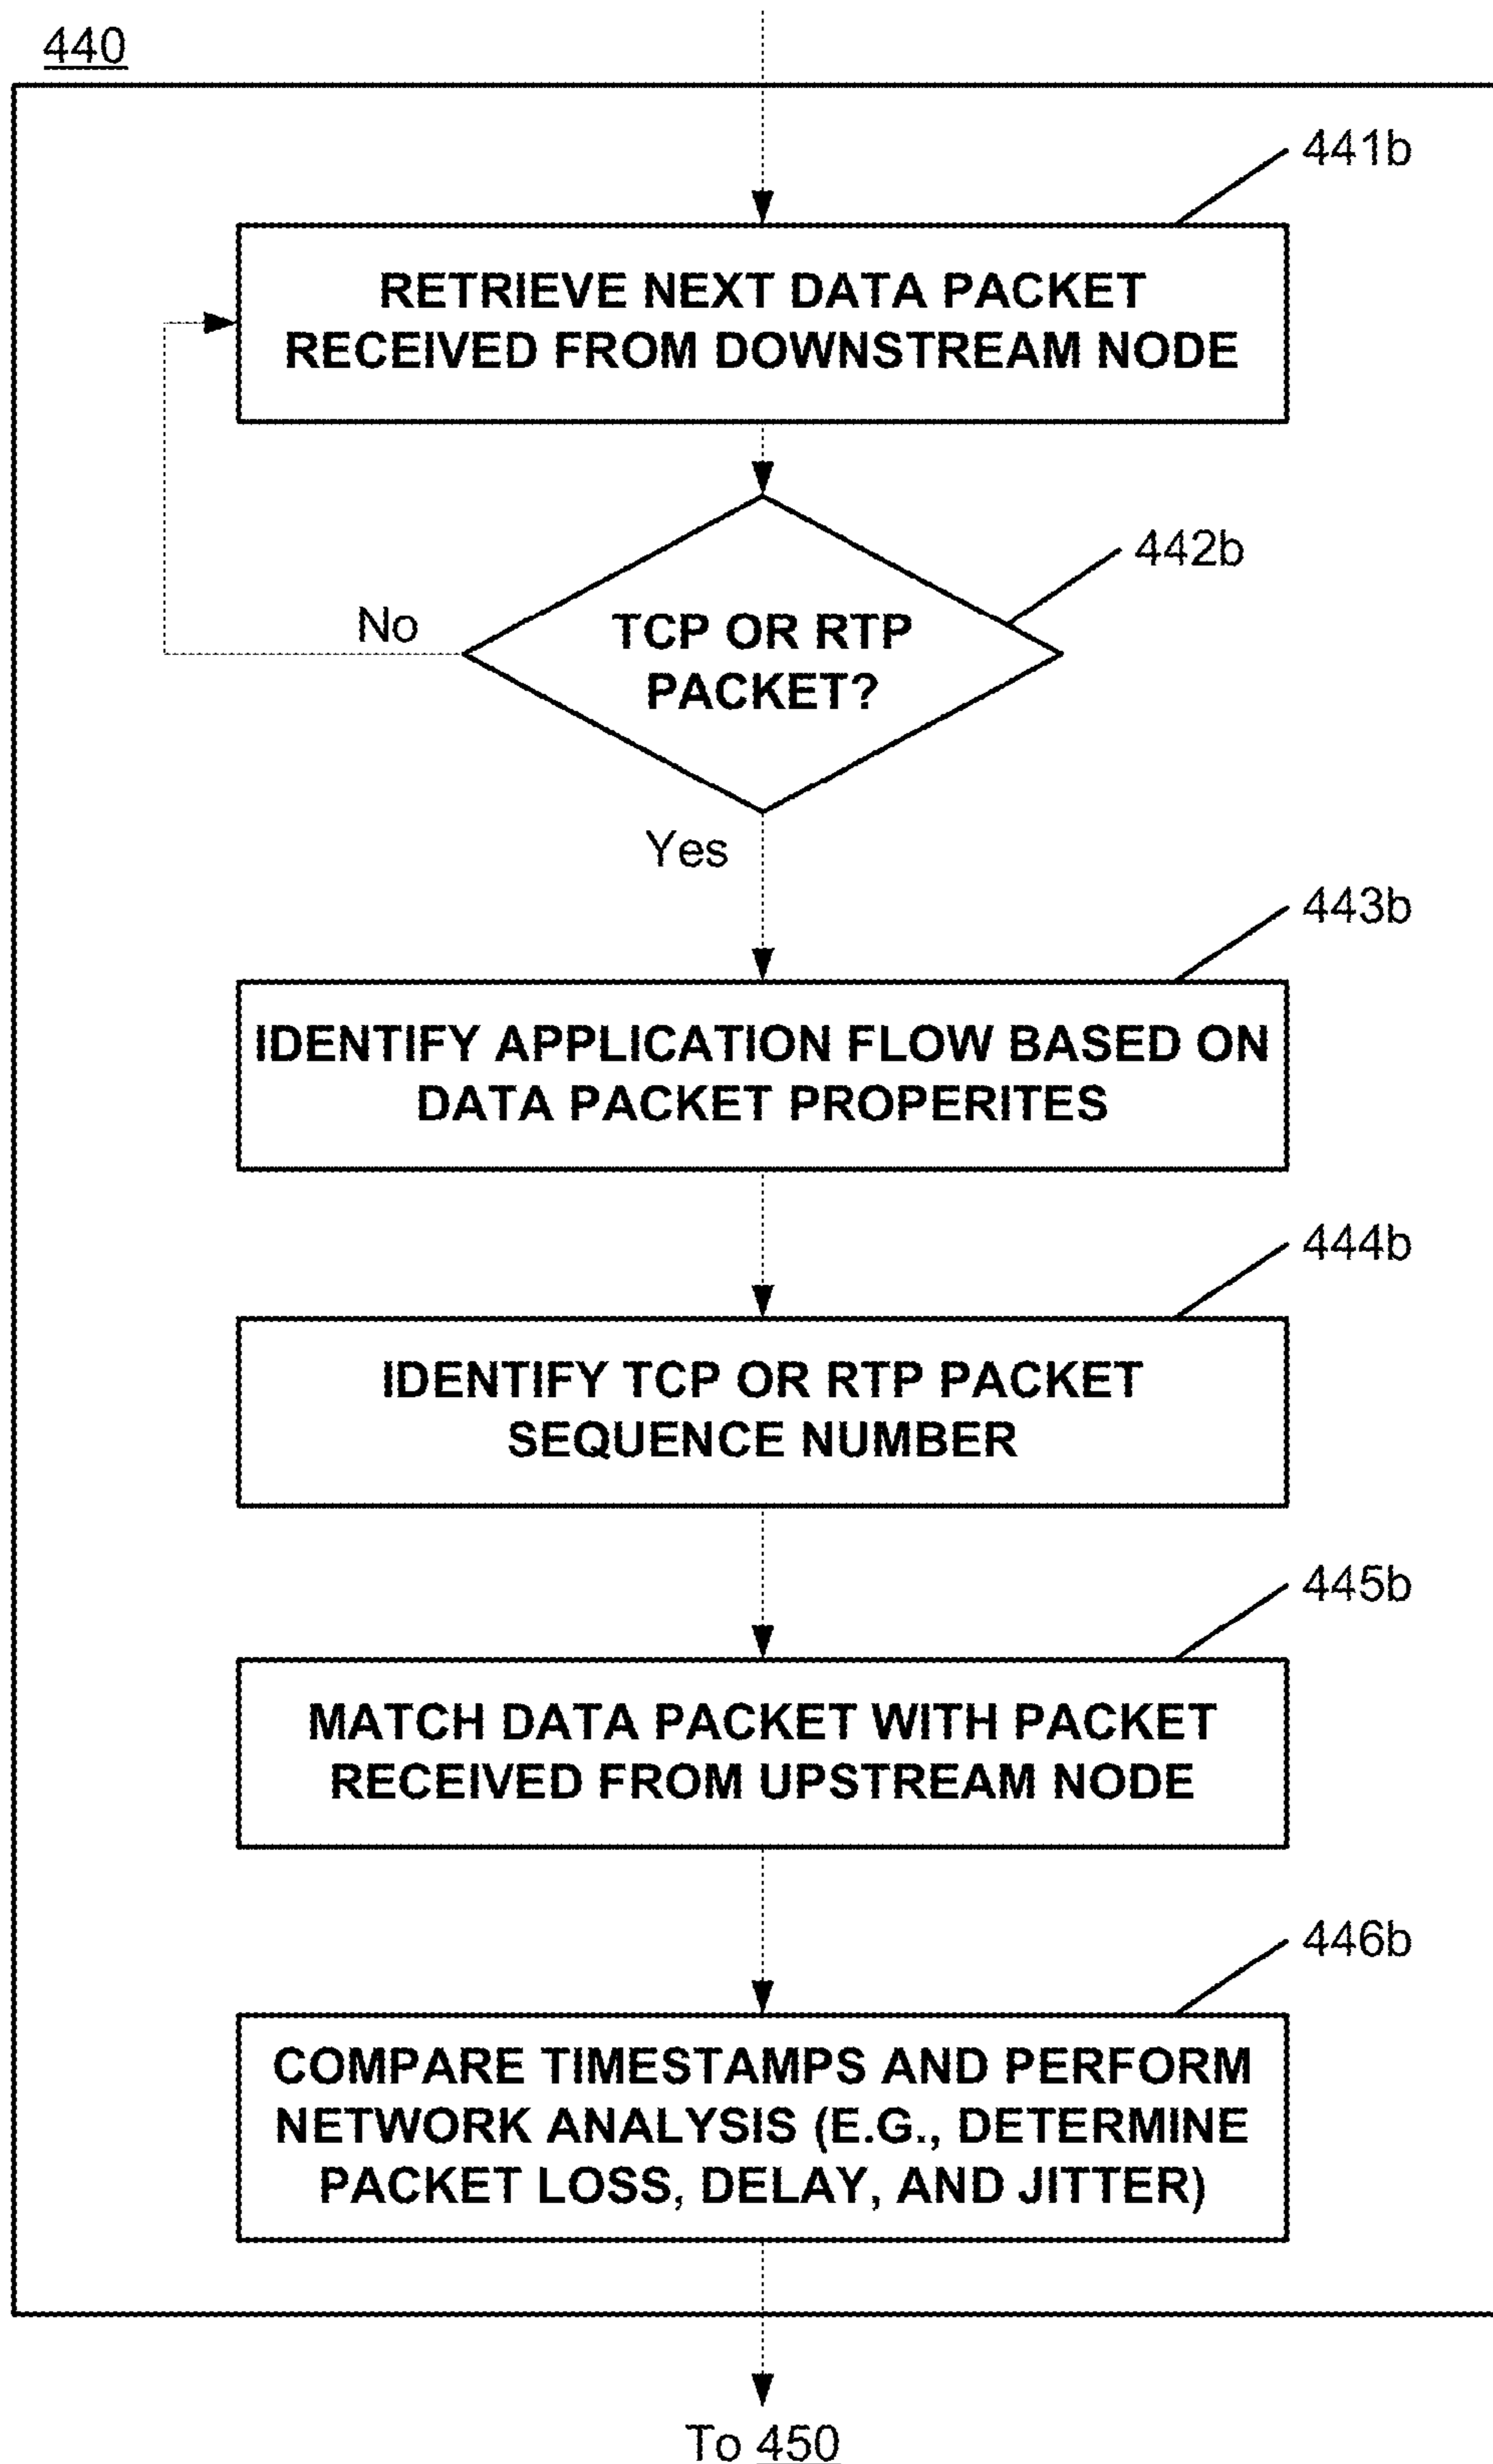 440
441b
RETRIEVE NEXT DATA PACKET
RECEIVED FROM DOWNSTREAM NODE
442b
No
TCP OR RTP
PACKET?
Yes
443b
IDENTIFY APPLICATION FLOW BASED ON
DATA PACKET PROPERITES
444b
IDENTIFY TCP OR RTP PACKET
SEQUENCE NUMBER
445b
MATCH DATA PACKET WITH PACKET
RECEIVED FROM UPSTREAM NODE
446b
COMPARE TIMESTAMPS AND PERFORM
NETWORK ANALYSIS (E.G., DETERMINE
PACKET LOSS, DELAY, AND JITTER)
To 450